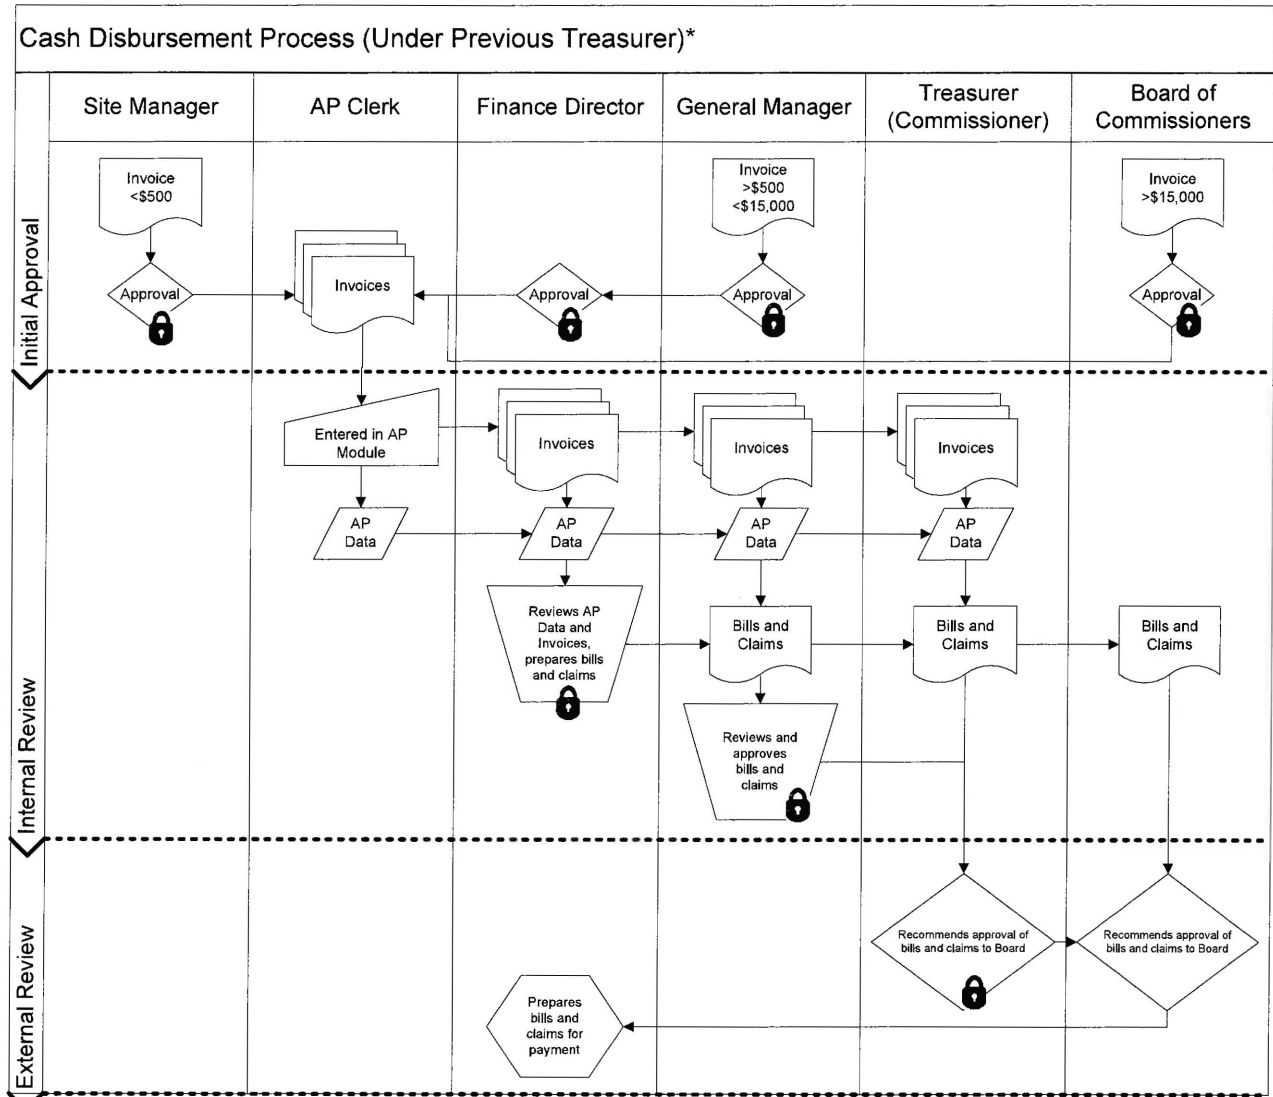 Cash Disbursement Process (Under Previous Treasurer)*
Site Manager
AP Clerk
Finance Director
General Manager
Treasurer
(Commissioner)
Board of
Commissioners
Initial Approval
Invoice
<$500
Invoice
>$500
<$15,000
Invoice
>$15,000
Approval
Invoices
Approval
Approval
Approval
Internal Review
Entered in AP
Module
Invoices
Invoices
Invoices
AP
Data
AP
Data
AP
Data
AP
Data
Reviews AP
Data and
Invoices,
prepares bills
and claims
Bills and
Claims
Bills and
Claims
Bills and
Claims
Reviews and
approves
bills and
claims
External Review
Recommends approval of
bills and claims to Board
Recommends approval of
bills and claims to Board
Prepares
bills and
claims for
payment